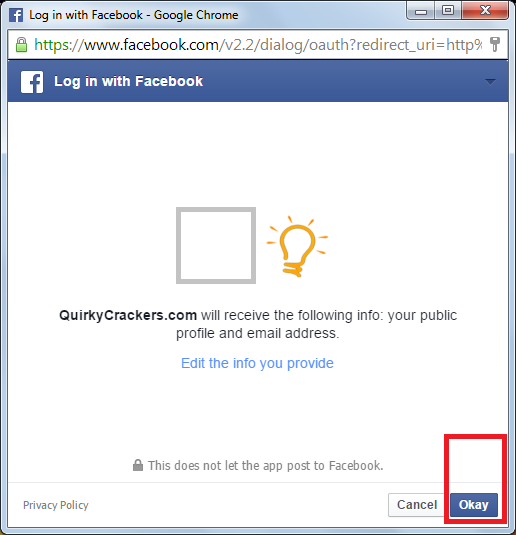 Log in with Facebook - Google Chrome
https://www.facebook.com/v2.2/dialog/oauth?redirect_uri=http%
Log in with Facebook
QuirkyCrackers.com will receive the following info: your public
profile and email address.
Edit the info you provide
This does not let the app post to Facebook.
Privacy Policy
Cancel
Okay